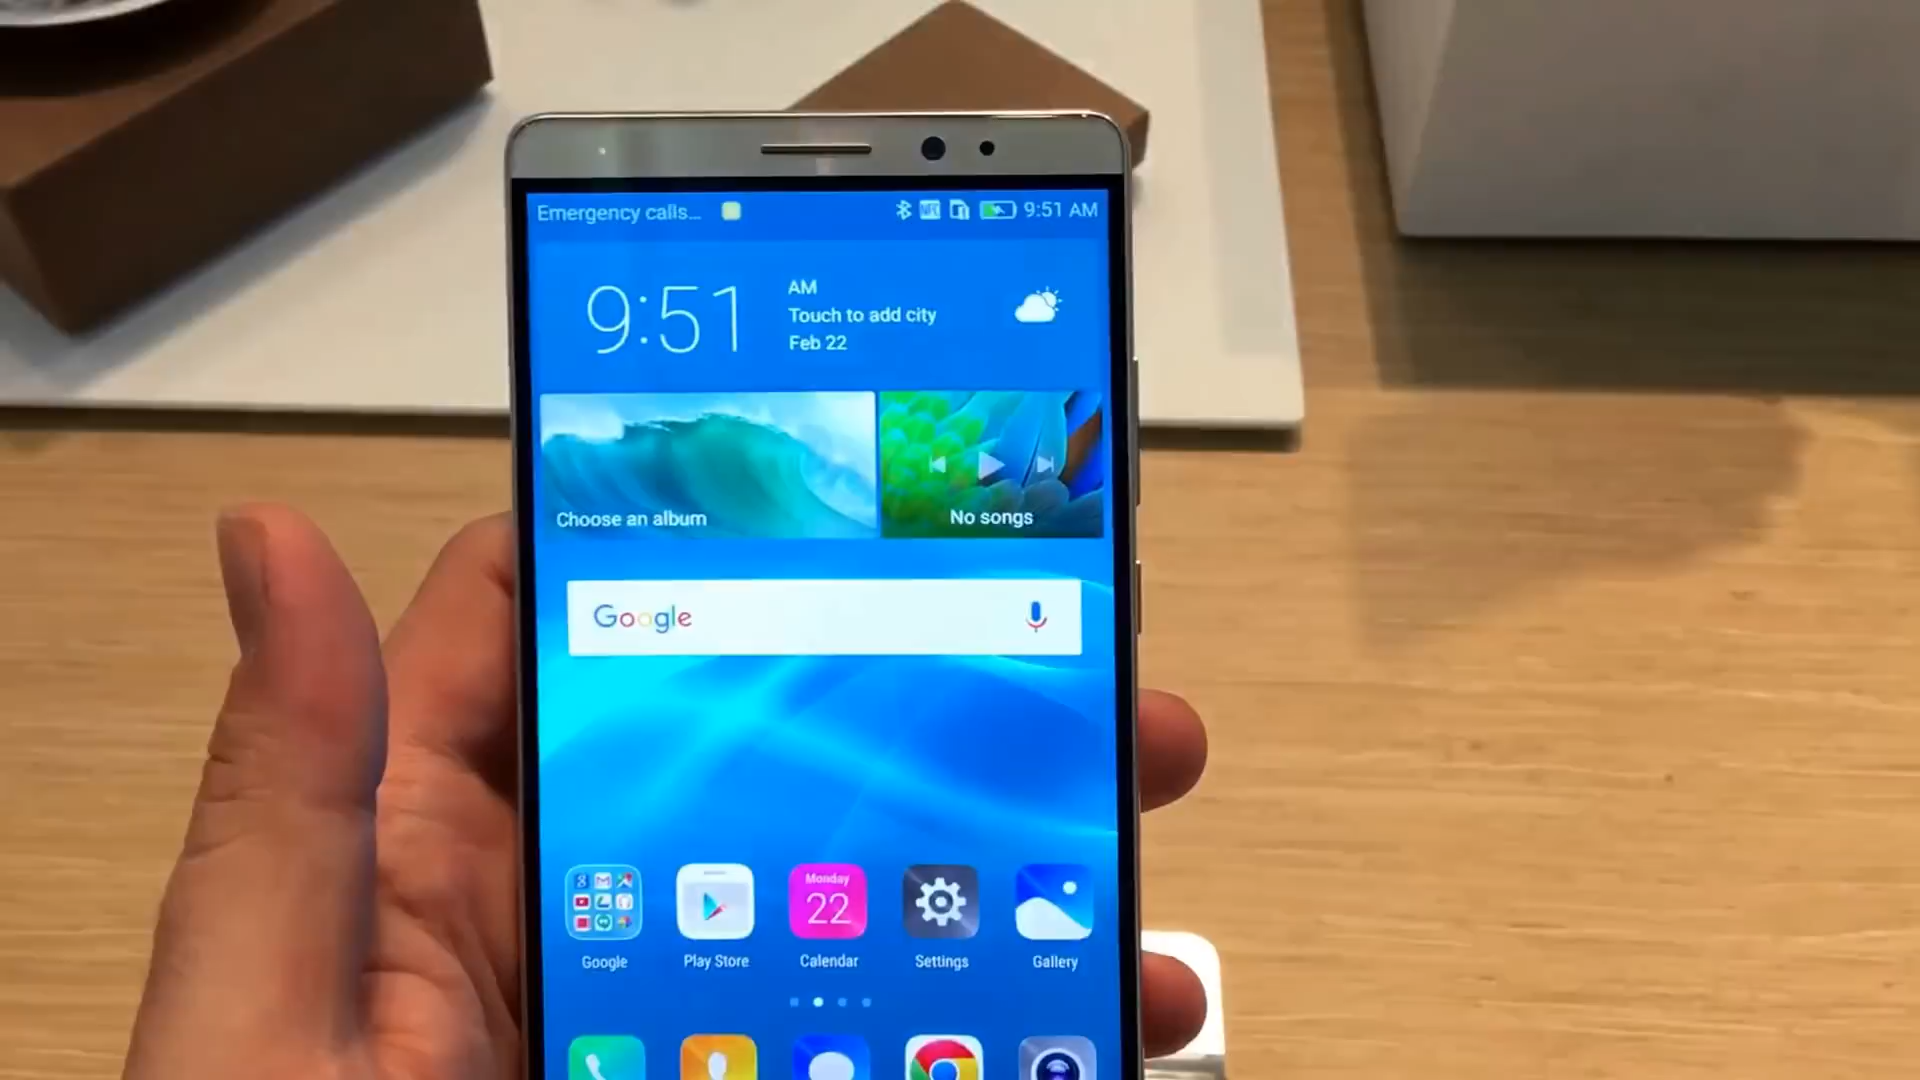 Emergency calls... 9:51 AM
9:51
AM
Touch to add city
Feb 22
Choose an album
No songs
Google
Monday
22
Google
Play Store
Calendar
Settings
Gallery